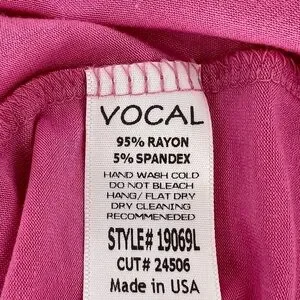 VOCAL
95% RAYON
5% SPANDEX
HAND WASH COLD
DO NOT BLEACH
HANG/ FLAT DRY
DRY CLEANING
RECOMMENEDED
STYLE# 19069L
CUT# 24506
Made in USA